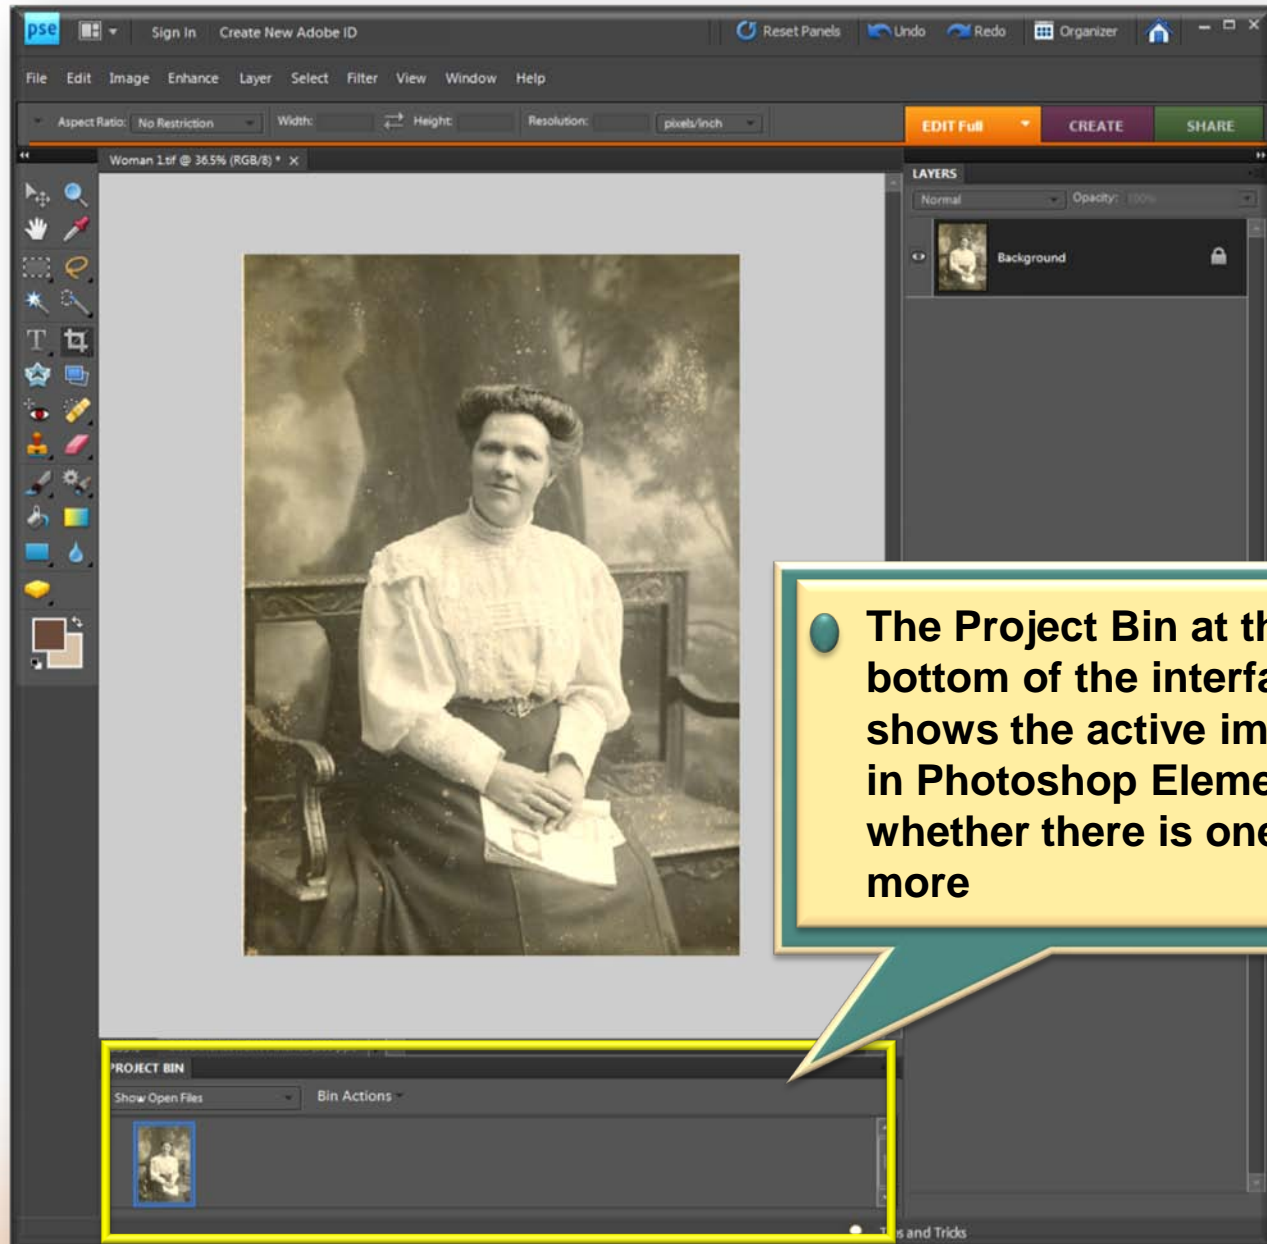 pse Sign In Create New Adobe ID Reset Panels Undo Redo Organizer
File Edit Image Enhance Layer Select Filter View Window Help
Aspect Ratio: No Restriction Width: Height: Resolution: pixels/inch EDIT Full CREATE SHARE
Woman 1.tif @ 36.5% (RGB/8) * ×
LAYERS
Normal Opacity: 100%
Background
The Project Bin at th
bottom of the interfa
shows the active im
in Photoshop Eleme
whether there is one
more
PROJECT BIN
Show Open Files Bin Actions
and Tricks